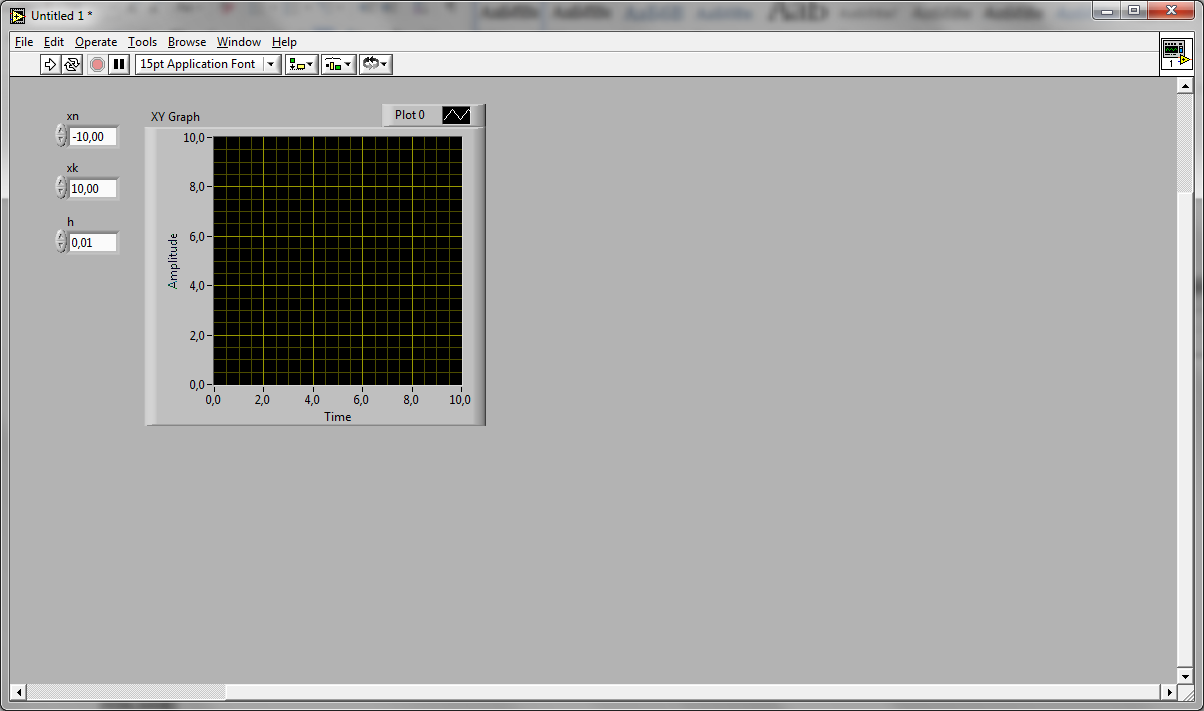 Untitled 1 *
File Edit Operate Tools Browse Window Help
15pt Application Font
1
xn
-10,00
xk
10,00
h
0,01
XY Graph
Plot 0
10,0
8,0
6,0
4,0
2,0
0,0
Amplitude
0,0 2,0 4,0 6,0 8,0 10,0
Time